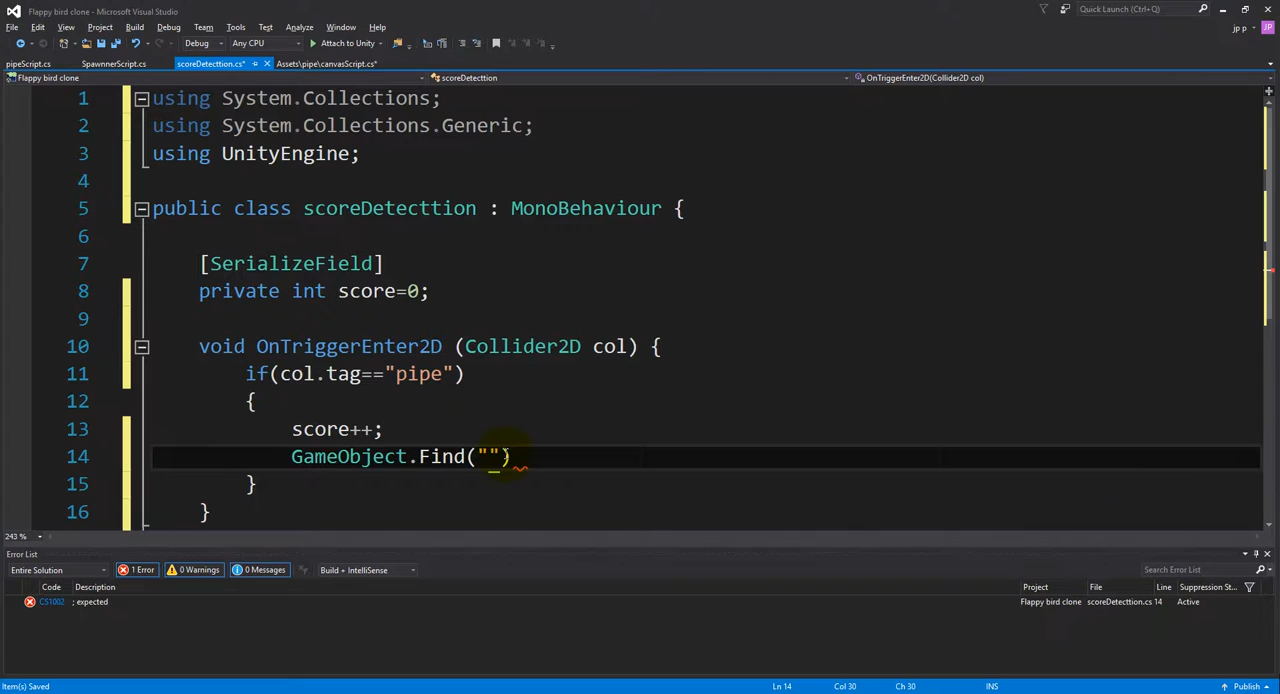 Flappy bird clone - Microsoft Visual Studio
Quick Launch (Ctrl+Q)
File Edit View Project Build Debug Team Tools Test Analyze Window Help
jp p JP
Debug Any CPU Attach to Unity
pipeScript.cs SpawnnerScript.cs scoreDetecttion.cs* Assets\pipe\canvasScript.cs*
Flappy bird clone scoreDetecttion OnTriggerEnter2D(Collider2D col)
1 using System.Collections;
2 using System.Collections.Generic;
3 using UnityEngine;
4
5 public class scoreDetecttion : MonoBehaviour {
6
7 [SerializeField]
8 private int score=0;
9
10 void OnTriggerEnter2D (Collider2D col) {
11 if(col.tag=="pipe")
12 {
13 score++;
14 GameObject.Find("")
15 }
16 }
243 %
Error List
Entire Solution 1 Error 0 Warnings 0 Messages Build + IntelliSense Search Error List
Code Description Project File Line Suppression St...
CS1002 ; expected Flappy bird clone scoreDetecttion.cs 14 Active
Item(s) Saved Ln 14 Col 30 Ch 30 INS Publish